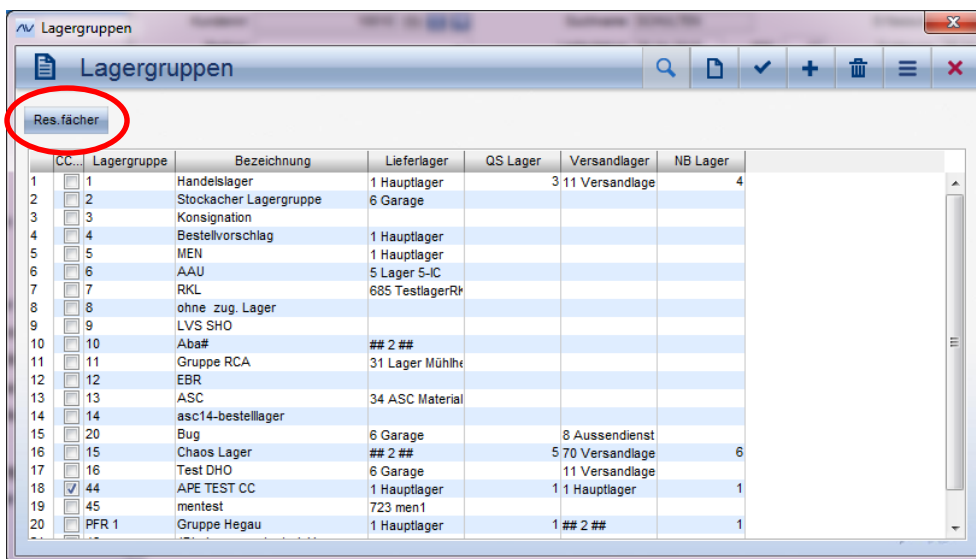 Lagergruppen
Lagergruppen
Res.fächer
CC... Lagergruppe Bezeichnung Lieferlager QS Lager Versandlager NB Lager
1 1 Handelslager 1 Hauptlager 3 11 Versandlage 4
2 2 Stockacher Lagergruppe 6 Garage
3 3 Konsignation
4 4 Bestellvorschlag 1 Hauptlager
5 5 MEN 1 Hauptlager
6 6 AAU 5 Lager 5-IC
7 7 RKL 685 TestlagerRK
8 8 ohne zug. Lager
9 9 LVS SHO
10 10 Aba# ## 2 ##
11 11 Gruppe RCA 31 Lager Mühlhe
12 12 EBR
13 13 ASC 34 ASC Material
14 14 asc14-bestelllager
15 20 Bug 6 Garage 8 Aussendienst
16 15 Chaos Lager ## 2 ## 5 70 Versandlage 6
17 16 Test DHO 6 Garage 11 Versandlage
18 44 APE TEST CC 1 Hauptlager 1 1 Hauptlager 1
19 45 mentest 723 men1
20 PFR 1 Gruppe Hegau 1 Hauptlager 1 ## 2 ## 1